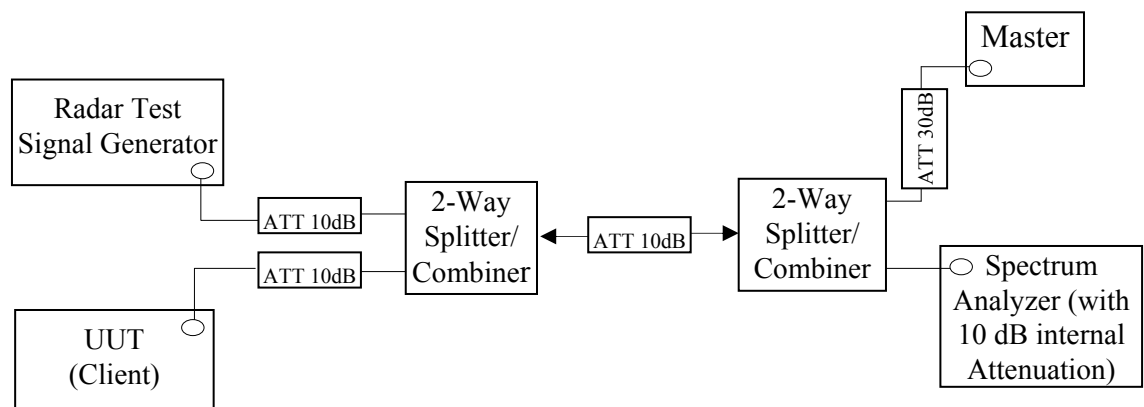 Master
Radar Test
Signal Generator
ATT 30dB
ATT 10dB
2-Way
Splitter/
Combiner
ATT 10dB
2-Way
Splitter/
Combiner
ATT 10dB
UUT
(Client)
Spectrum
Analyzer (with
10 dB internal
Attenuation)